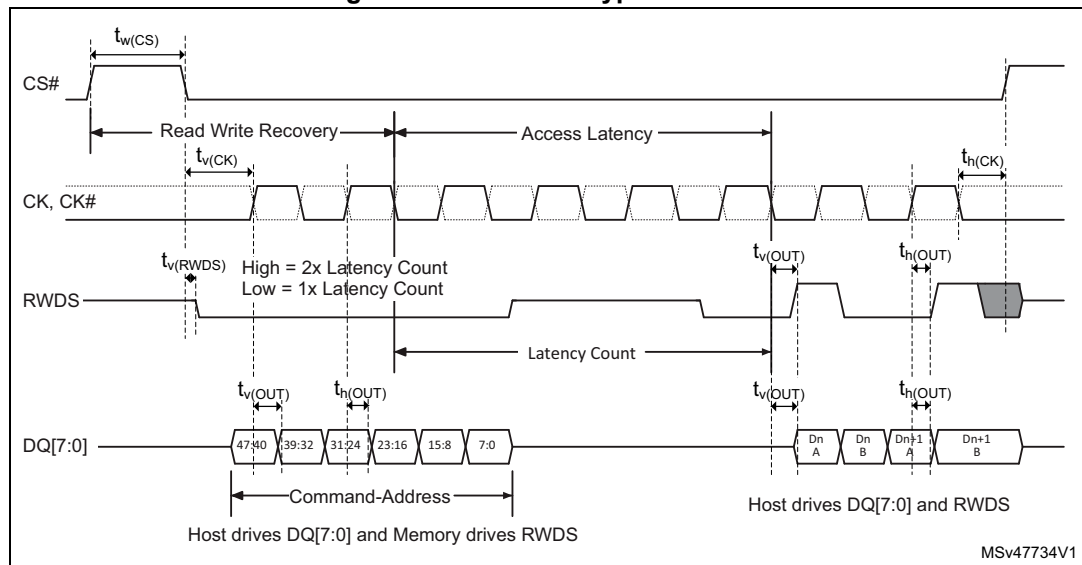 t_w(CS)
CS#
Read Write Recovery
Access Latency
t_v(CK)
t_h(CK)
CK, CK#
t_v(RWDS)
High = 2x Latency Count
Low = 1x Latency Count
t_v(OUT)
t_h(OUT)
RWDS
Latency Count
t_v(OUT)
t_h(OUT)
t_v(OUT)
t_h(OUT)
DQ[7:0]
47:40 39:32 31:24 23:16 15:8 7:0
Dn A
Dn B
Dn+1 A
Dn+1 B
Command-Address
Host drives DQ[7:0] and RWDS
Host drives DQ[7:0] and Memory drives RWDS
MSv47734V1